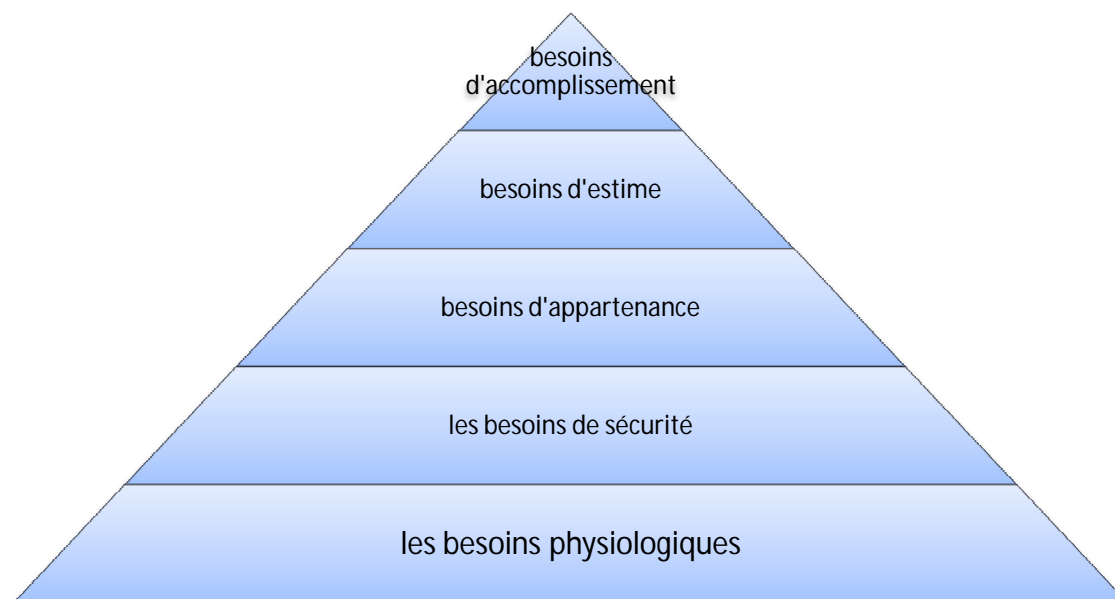 besoins
d'accomplissement
besoins d'estime
besoins d'appartenance
les besoins de sécurité
les besoins physiologiques